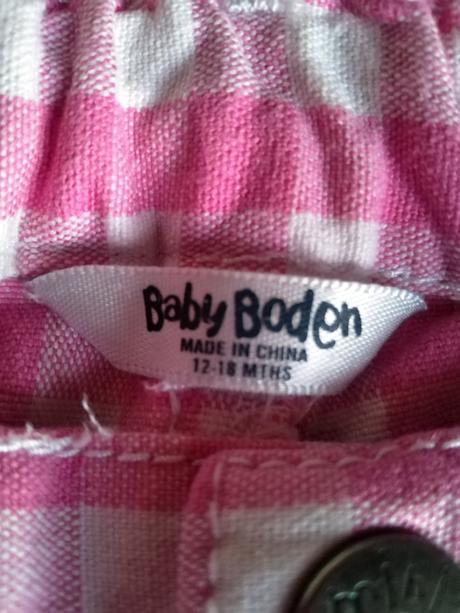 Baby Boden
MADE IN CHINA
12-18 MTHS